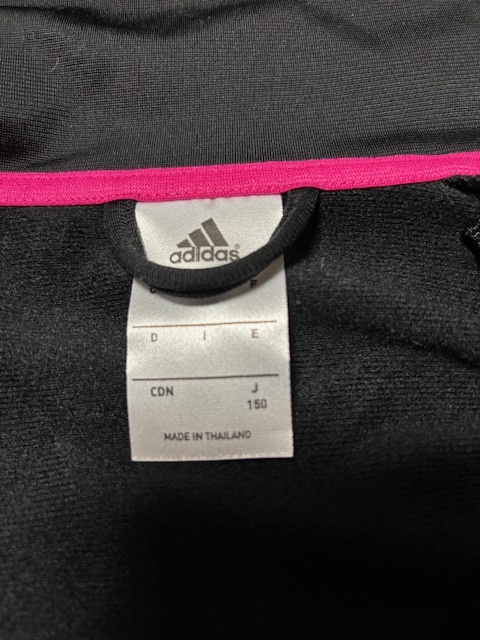 adidas®
F
D I E
CDN J
150
MADE IN THAILAND